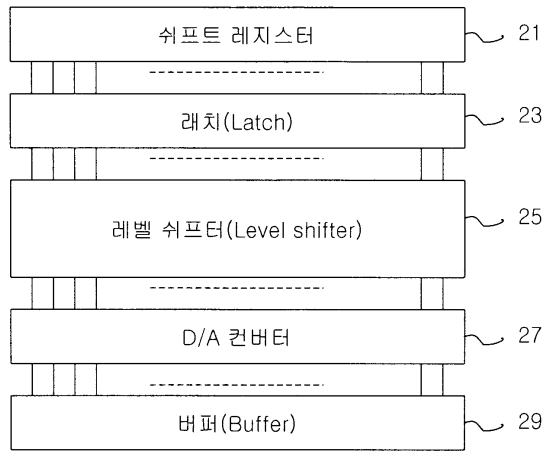 쉬프트 레지스터 21
래치(Latch) 23
레벨 쉬프터(Level shifter) 25
D/A 컨버터 27
버퍼(Buffer) 29